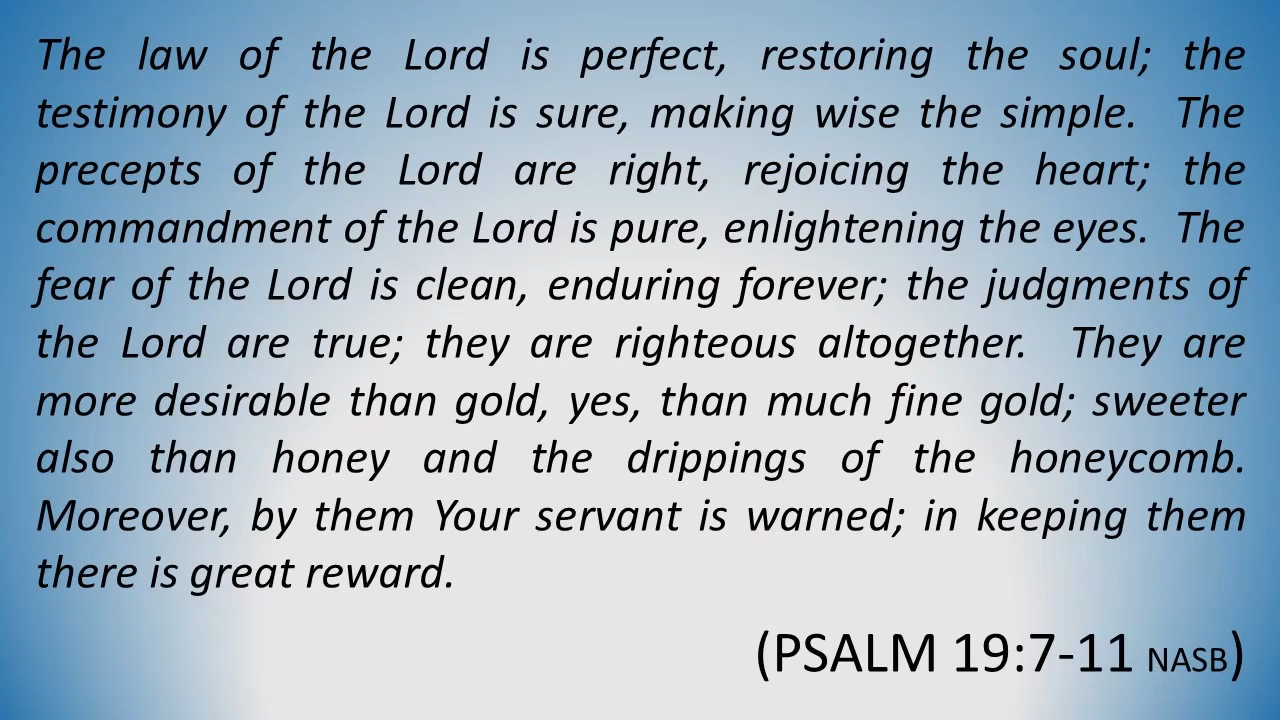 The law of the Lord is perfect, restoring the soul; the
testimony of the Lord is sure, making wise the simple.  The
precepts of the Lord are right, rejoicing the heart; the
commandment of the Lord is pure, enlightening the eyes.  The
fear of the Lord is clean, enduring forever; the judgments of
the Lord are true; they are righteous altogether.  They are
more desirable than gold, yes, than much fine gold; sweeter
also than honey and the drippings of the honeycomb.
Moreover, by them Your servant is warned; in keeping them
there is great reward.
(PSALM 19:7-11 NASB)